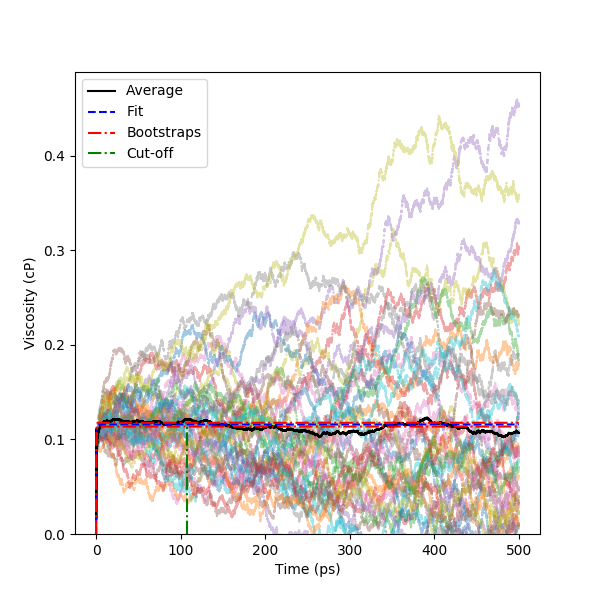 Average
Fit
Bootstraps
Cut-off
Viscosity (cP)
0.4
0.3
0.2
0.1
0.0
0 100 200 300 400 500
Time (ps)